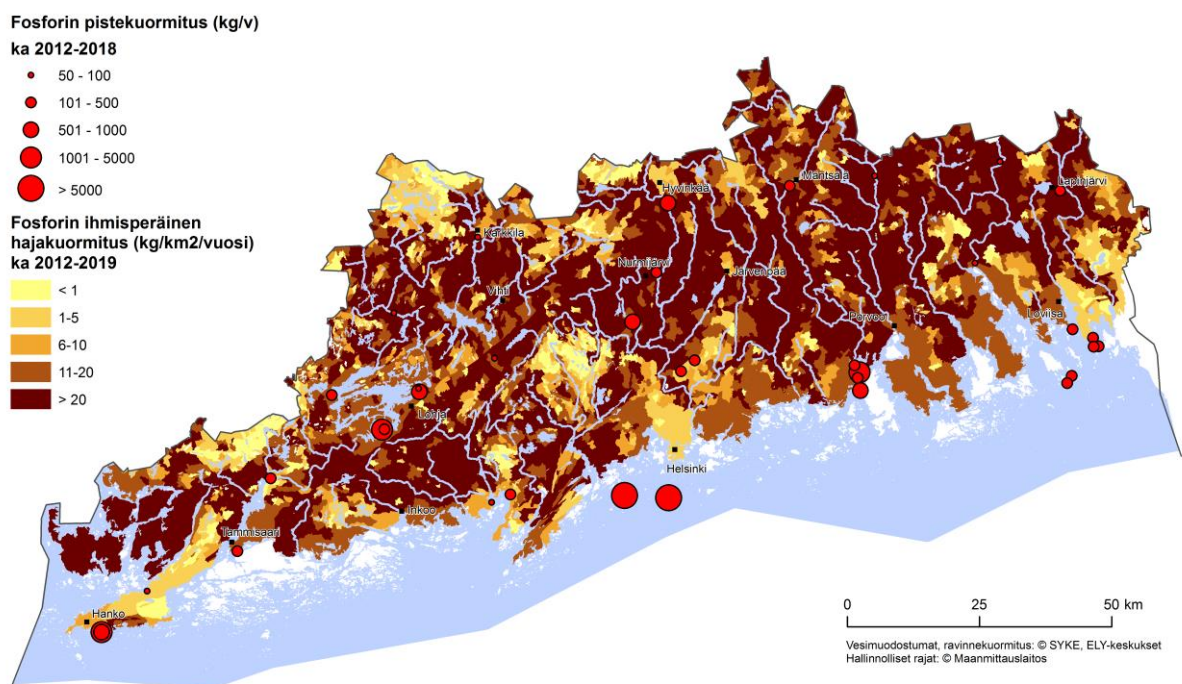 Fosforin pistekuormitus (kg/v)
ka 2012-2018
50 - 100
101 - 500
501 - 1000
1001 - 5000
> 5000
Fosforin ihmisperäinen
hajakuormitus (kg/km2/vuosi)
ka 2012-2019
< 1
1-5
6-10
11-20
> 20
Hyvinkää
Mäntsälä
Lapinjärvi
Karkkila
Nurmijärvi
Järvenpää
Vihti
Porvoo
Loviisa
Lohja
Helsinki
Inkoo
Tammisaari
Hanko
0 25 50 km
Vesimuodostumat, ravinnekuormitus: © SYKE, ELY-keskukset
Hallinnolliset rajat: © Maanmittauslaitos